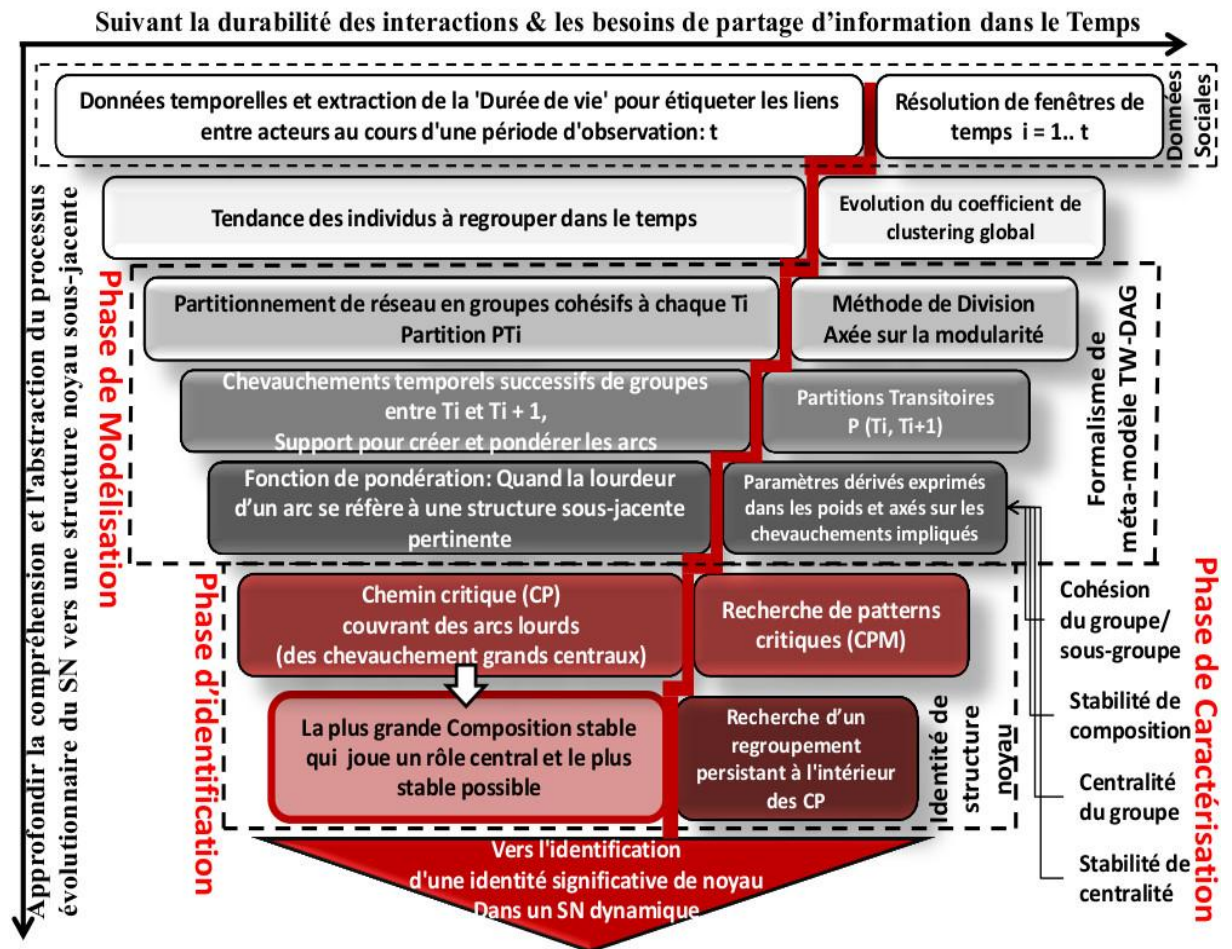 Suivant la durabilité des interactions & les besoins de partage d'information dans le Temps
Approfondir la compréhension et l'abstraction du processus
évolutionnaire du SN vers une structure noyau sous-jacente
Données temporelles et extraction de la 'Durée de vie' pour étiqueter les liens
entre acteurs au cours d'une période d'observation: t
Résolution de fenêtres de
temps i = 1.. t
Données
Sociales
Tendance des individus à regrouper dans le temps
Evolution du coefficient de
clustering global
Phase de Modélisation
Partitionnement de réseau en groupes cohésifs à chaque Ti
Partition PTi
Méthode de Division
Axée sur la modularité
Chevauchements temporels successifs de groupes
entre Ti et Ti + 1,
Support pour créer et pondérer les arcs
Partitions Transitoires
P (Ti, Ti+1)
Fonction de pondération: Quand la lourdeur
d'un arc se réfère à une structure sous-jacente
pertinente
Paramètres dérivés exprimés
dans les poids et axés sur les
chevauchements impliqués
Formalisme de
méta-modèle TW-DAG
Phase d'identification
Chemin critique (CP)
couvrant des arcs lourds
(des chevauchement grands centraux)
Recherche de patterns
critiques (CPM)
La plus grande Composition stable
qui joue un rôle central et le plus
stable possible
Recherche d'un
regroupement
persistant à l'intérieur
des CP
Identité de
structure
noyau
Cohésion
du groupe/
sous-groupe
Stabilité de
composition
Centralité
du groupe
Stabilité de
centralité
Phase de Caractérisation
Vers l'identification
d'une identité significative de noyau
Dans un SN dynamique